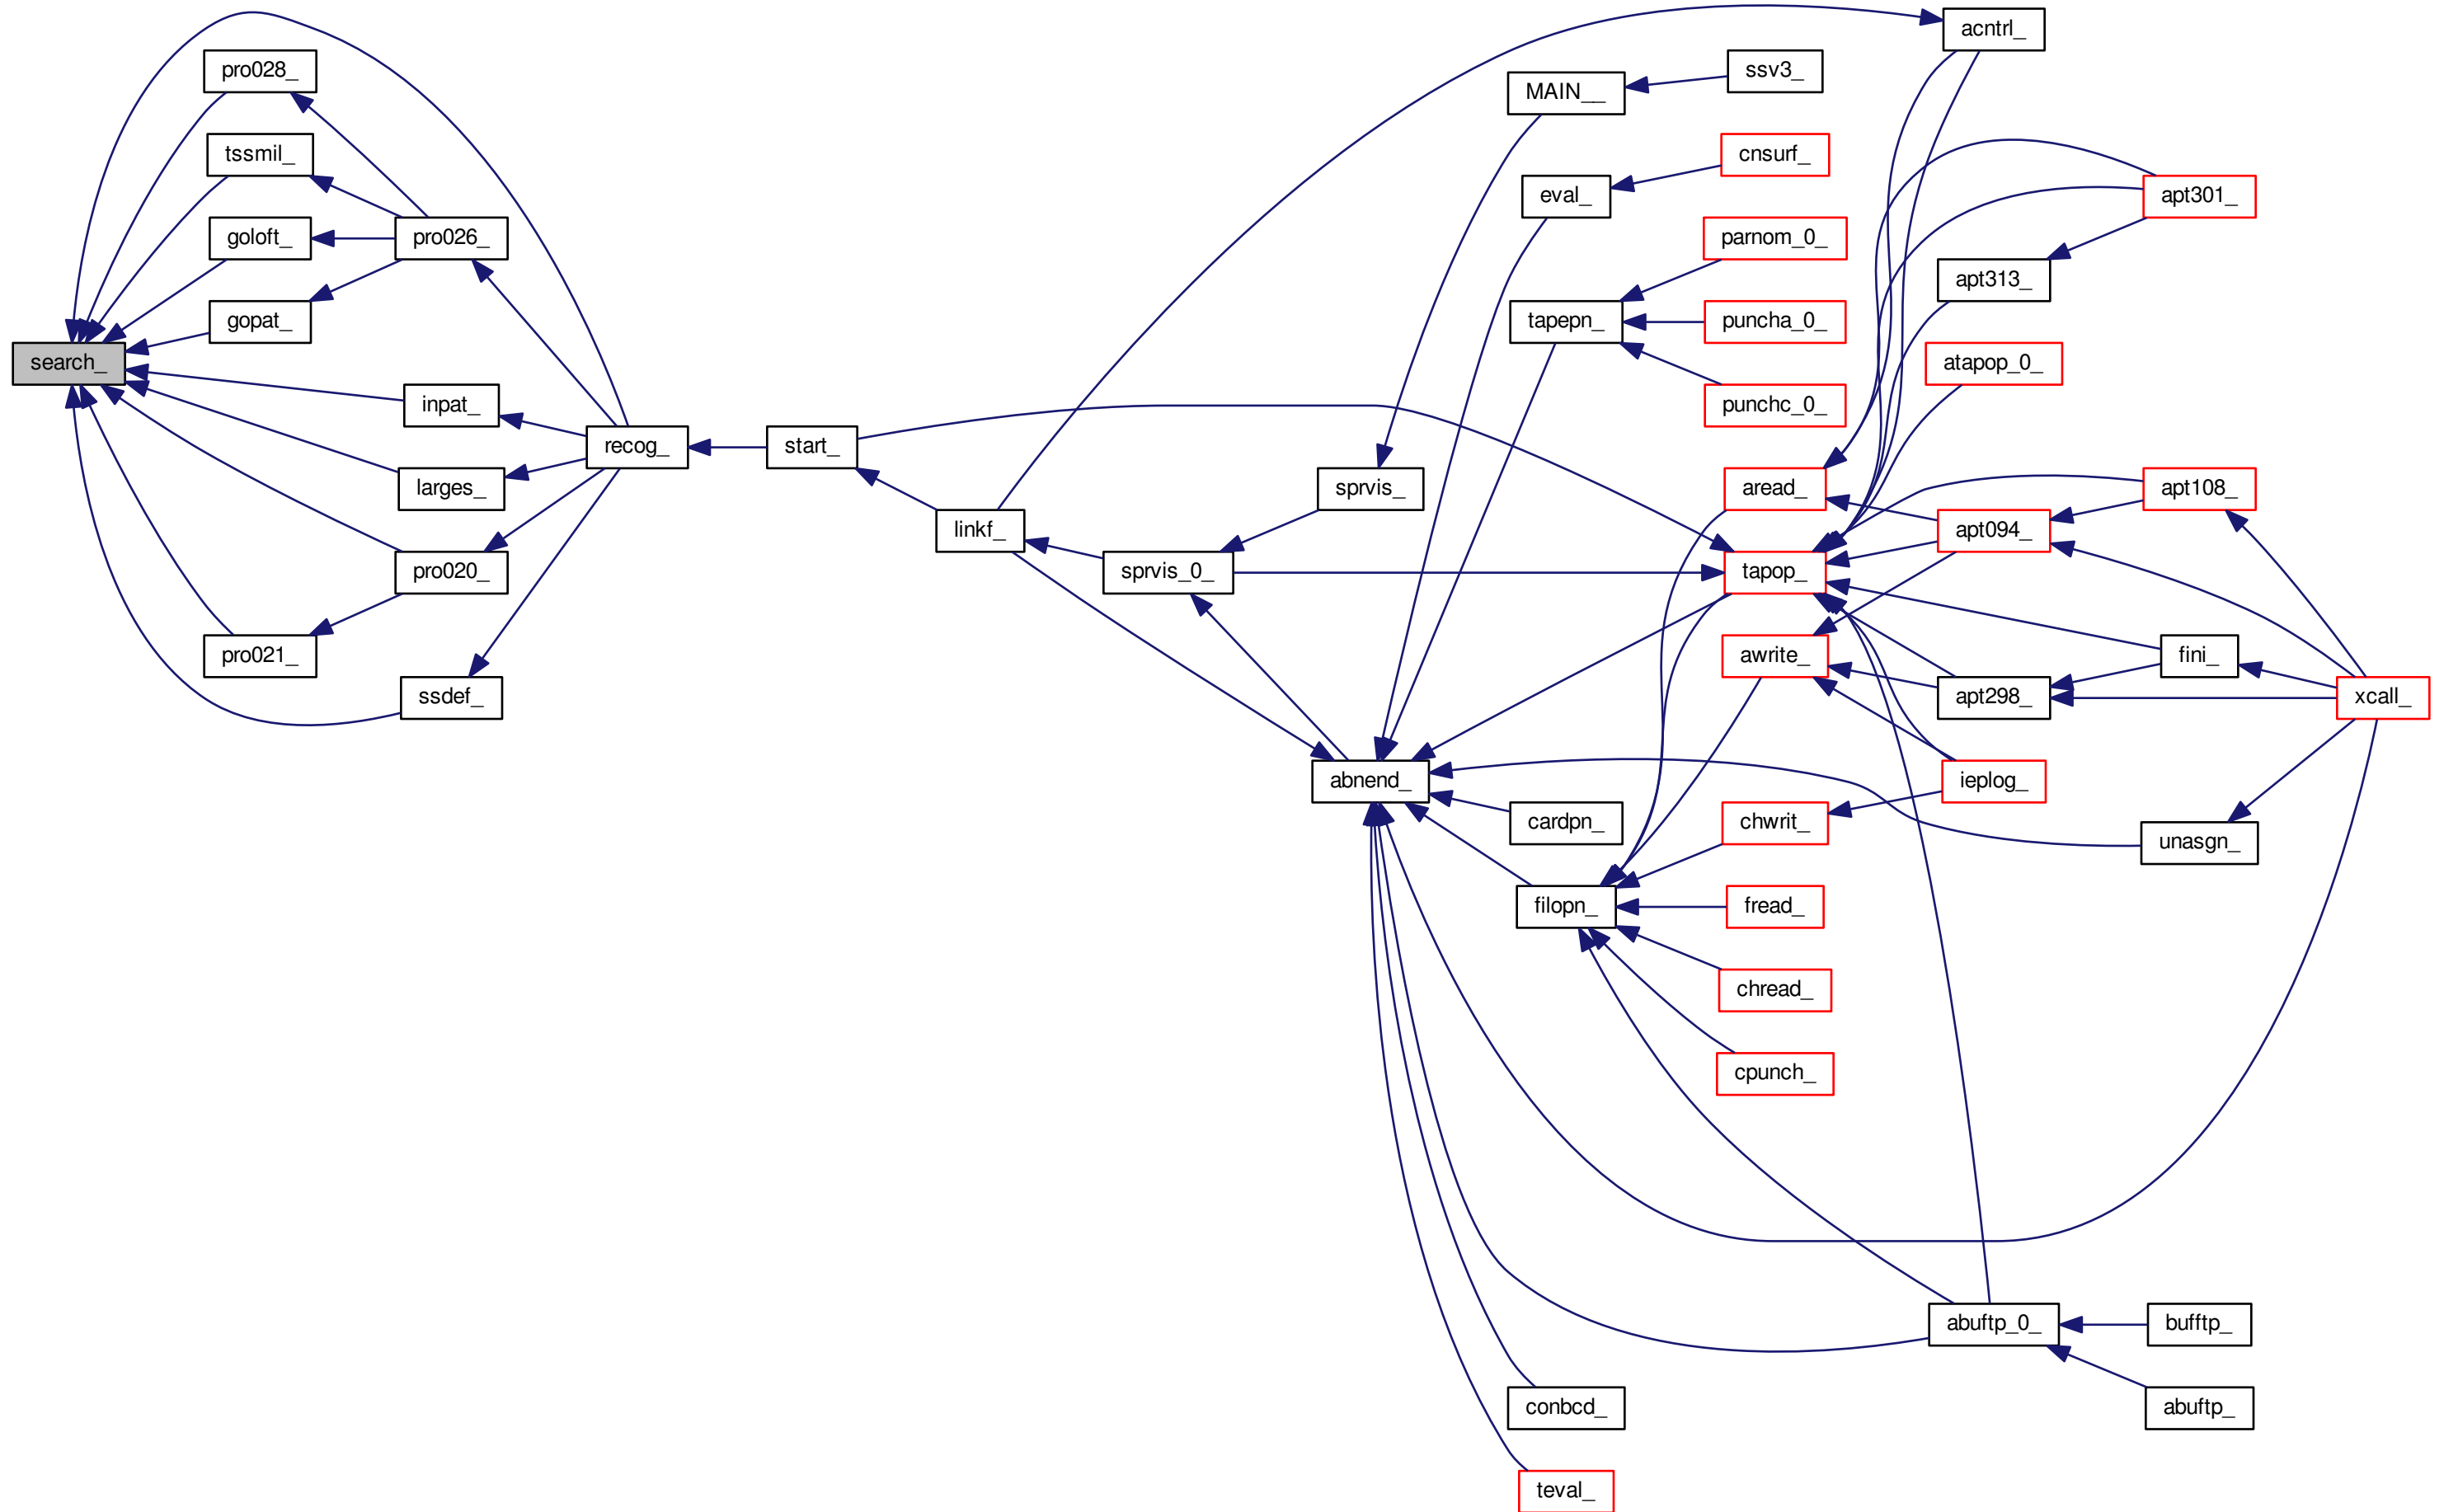 search_
pro028_
tssmil_
goloft_
gopat_
pro021_
pro026_
inpat_
larges_
pro020_
ssdef_
recog_
start_
linkf_
sprvis_0_
sprvis_
abnend_
MAIN__
eval_
tapepn_
cardpn_
filopn_
conbcd_
teval_
ssv3_
cnsurf_
parnom_0_
puncha_0_
punchc_0_
aread_
tapop_
awrite_
chwrit_
fread_
chread_
cpunch_
acntrl_
apt313_
atapop_0_
apt094_
apt298_
ieplog_
abuftp_0_
apt301_
apt108_
fini_
unasgn_
bufftp_
abuftp_
xcall_